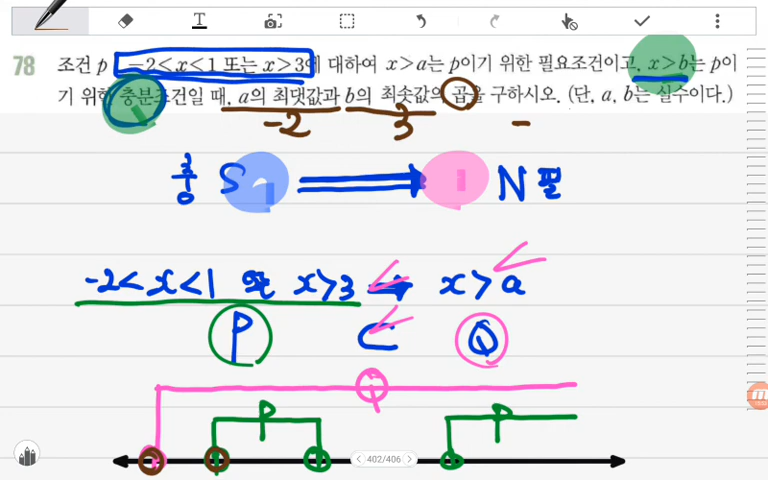 78 조건 p : -2<x<1 또는 x>3에 대하여 x>a는 p이기 위한 필요조건이고, x>b는 p이
기 위한 충분조건일 때, a의 최댓값과 b의 최솟값의 곱을 구하시오. (단, a, b는 실수이다.)
-2 3 -
충 S ⟹ N 필
-2<x<1 또는 x>3 ⟹ x>a
P ⊂ Q
Q
P P
402/406